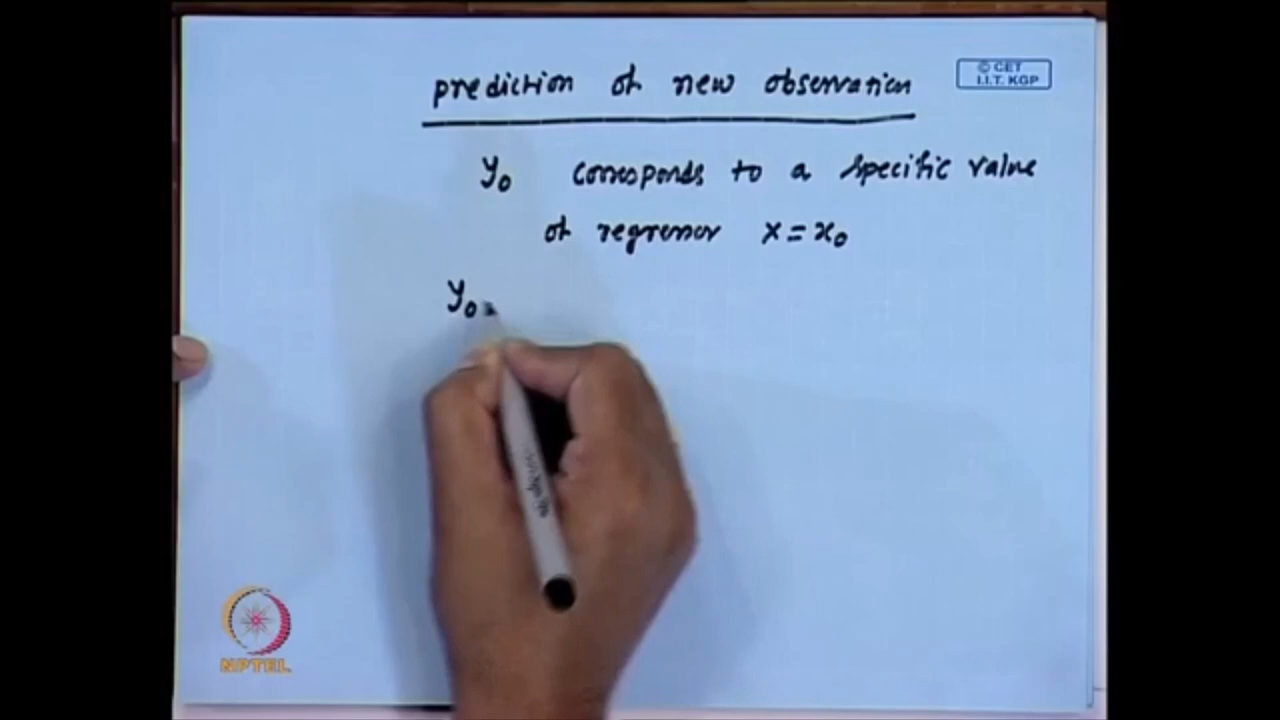 prediction of new observation
© CET
I.I.T. KGP
y₀ corresponds to a specific value
of regressor x = x₀
y₀
NPTEL